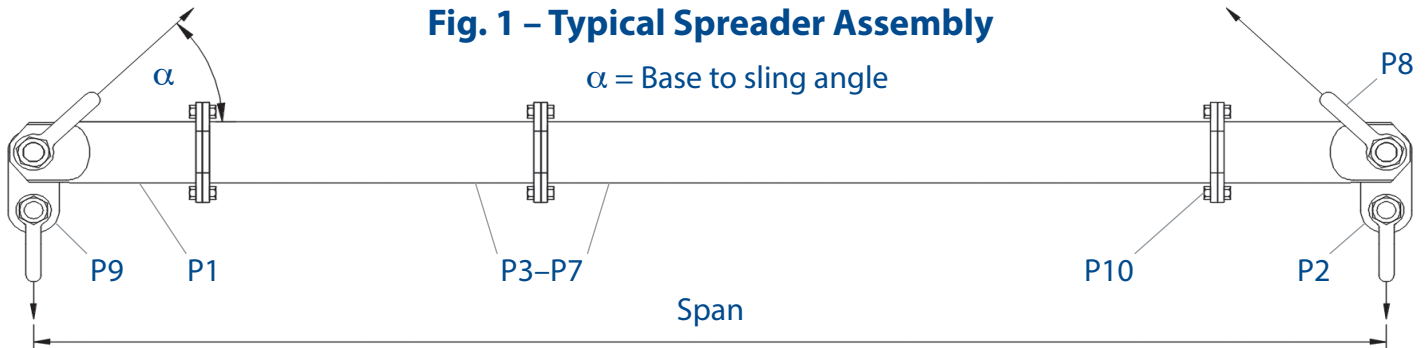 Fig. 1 – Typical Spreader Assembly
α
α = Base to sling angle
P8
P9
P1
P3–P7
P10
P2
Span